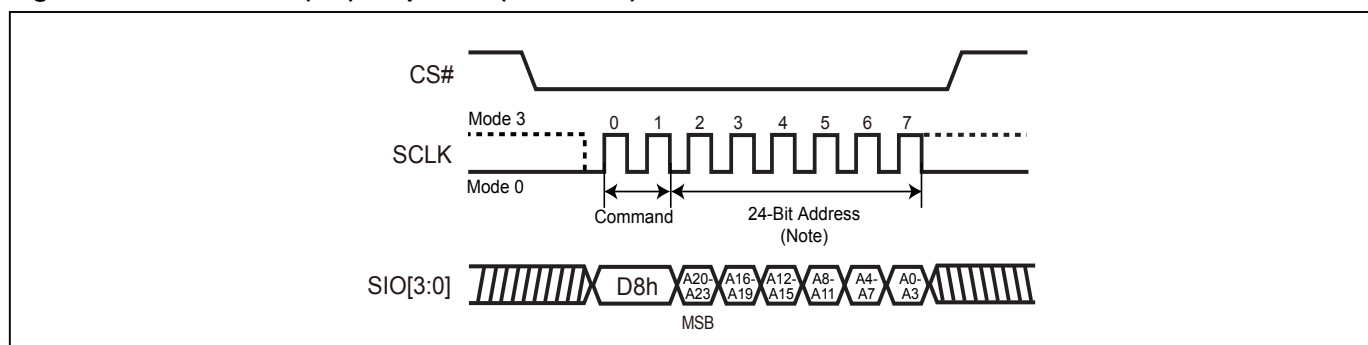 CS#
Mode 3
0 1 2 3 4 5 6 7
SCLK
Mode 0
Command
24-Bit Address
(Note)
SIO[3:0]
D8h
A20-
A23
A16-
A19
A12-
A15
A8-
A11
A4-
A7
A0-
A3
MSB